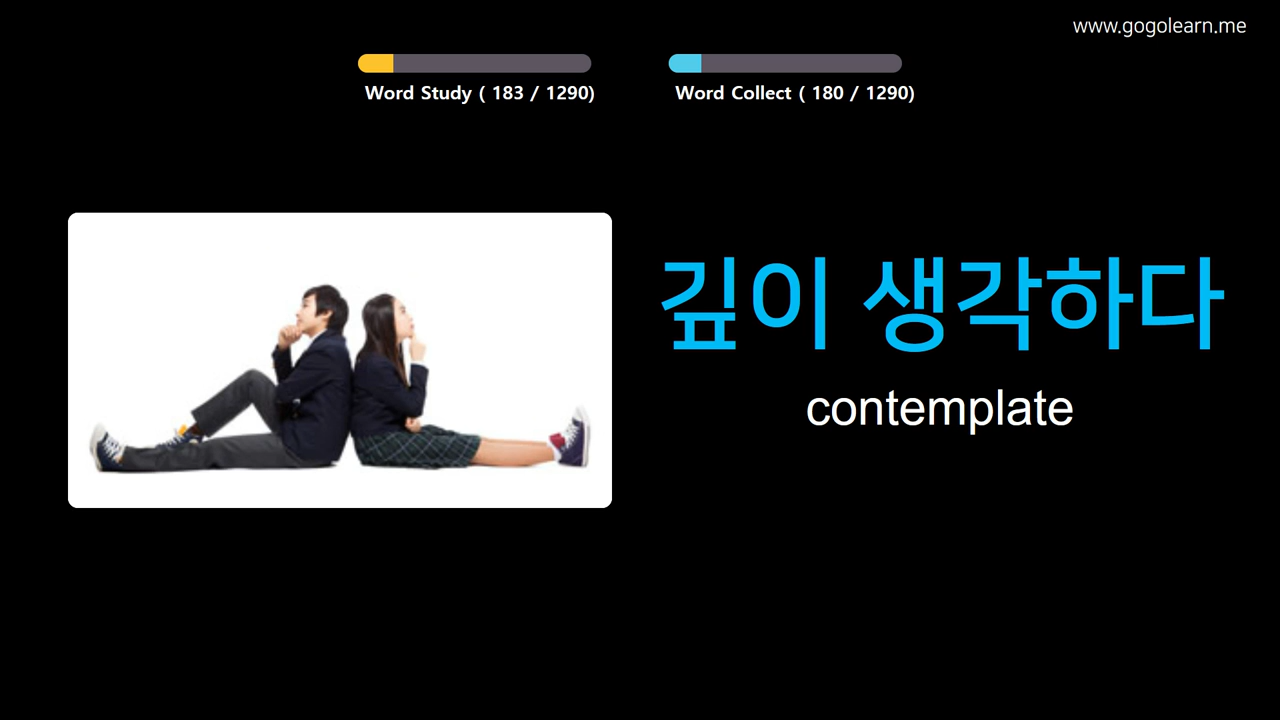 www.gogolearn.me
Word Study ( 183 / 1290)
Word Collect ( 180 / 1290)
깊이 생각하다
contemplate